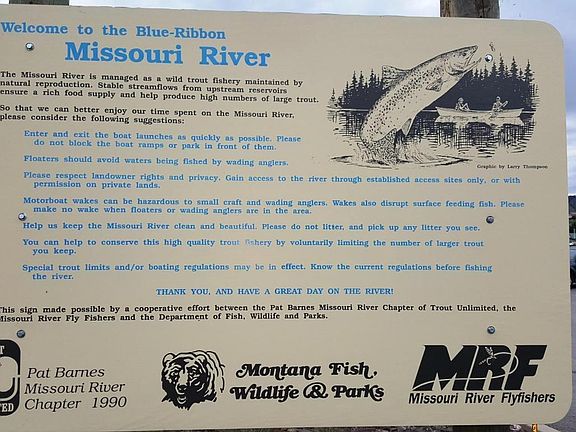 Welcome to the Blue-Ribbon
Missouri River
The Missouri River is managed as a wild trout fishery maintained by
natural reproduction. Stable streamflows from upstream reservoirs
ensure a rich food supply and help produce high numbers of large trout.
So that we can better enjoy our time spent on the Missouri River,
please consider the following suggestions:
Graphic by Larry Thompson
Enter and exit the boat launches as quickly as possible. Please
do not block the boat ramps or park in front of them.
Floaters should avoid waters being fished by wading anglers.
Please respect landowner rights and privacy. Gain access to the river through established access sites only, or with
permission on private lands.
Motorboat wakes can be hazardous to small craft and wading anglers. Wakes also disrupt surface feeding fish. Please
make no wake when floaters or wading anglers are in the area.
Help us keep the Missouri River clean and beautiful. Please do not litter, and pick up any litter you see.
You can help to conserve this high quality trout fishery by voluntarily limiting the number of larger trout
you keep.
Special trout limits and/or boating regulations may be in effect. Know the current regulations before fishing
the river.
THANK YOU, AND HAVE A GREAT DAY ON THE RIVER!
This sign made possible by a cooperative effort between the Pat Barnes Missouri River Chapter of Trout Unlimited, the
Missouri River Fly Fishers and the Department of Fish, Wildlife and Parks.
Pat Barnes
Missouri River
Chapter 1990
Montana Fish,
Wildlife & Parks
MRF
Missouri River Flyfishers